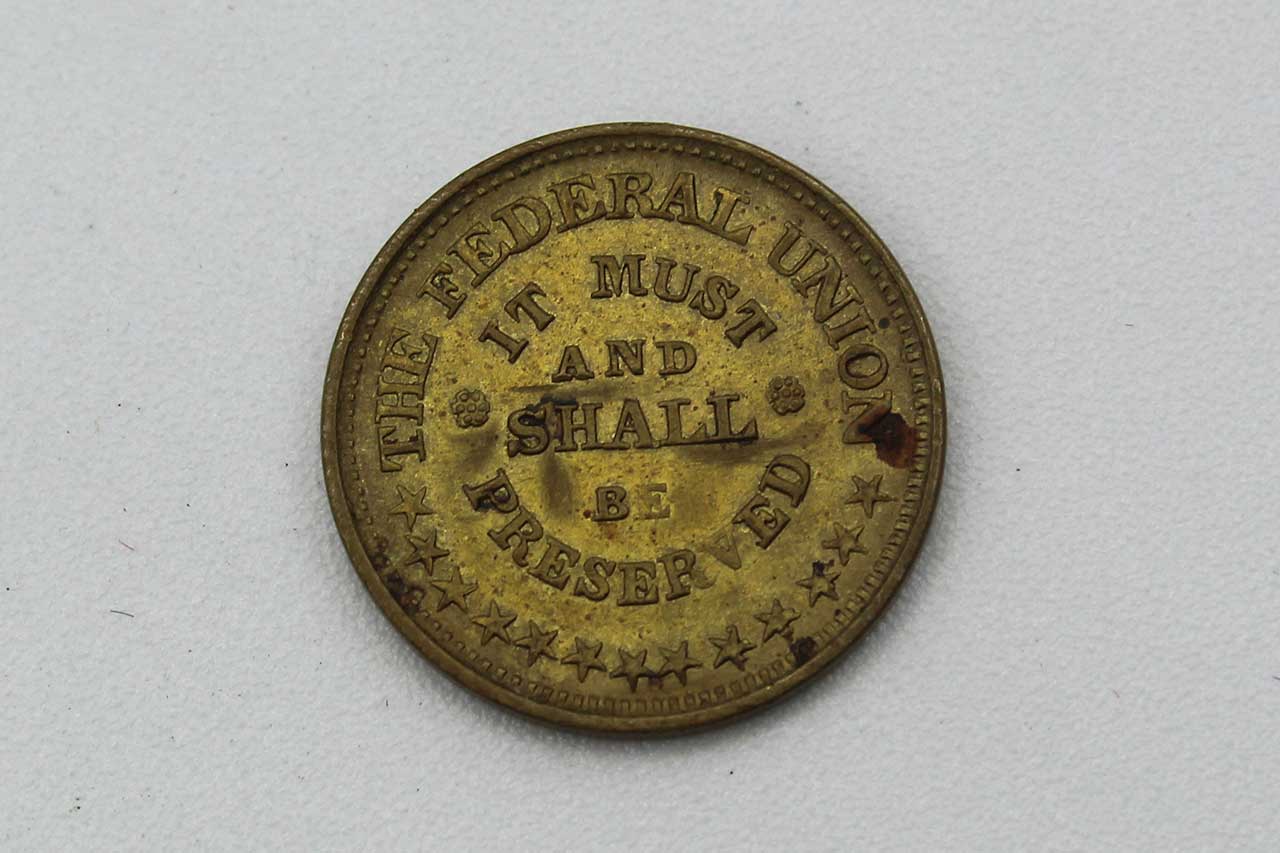 THE FEDERAL UNION
IT MUST
AND
SHALL
BE
PRESERVED